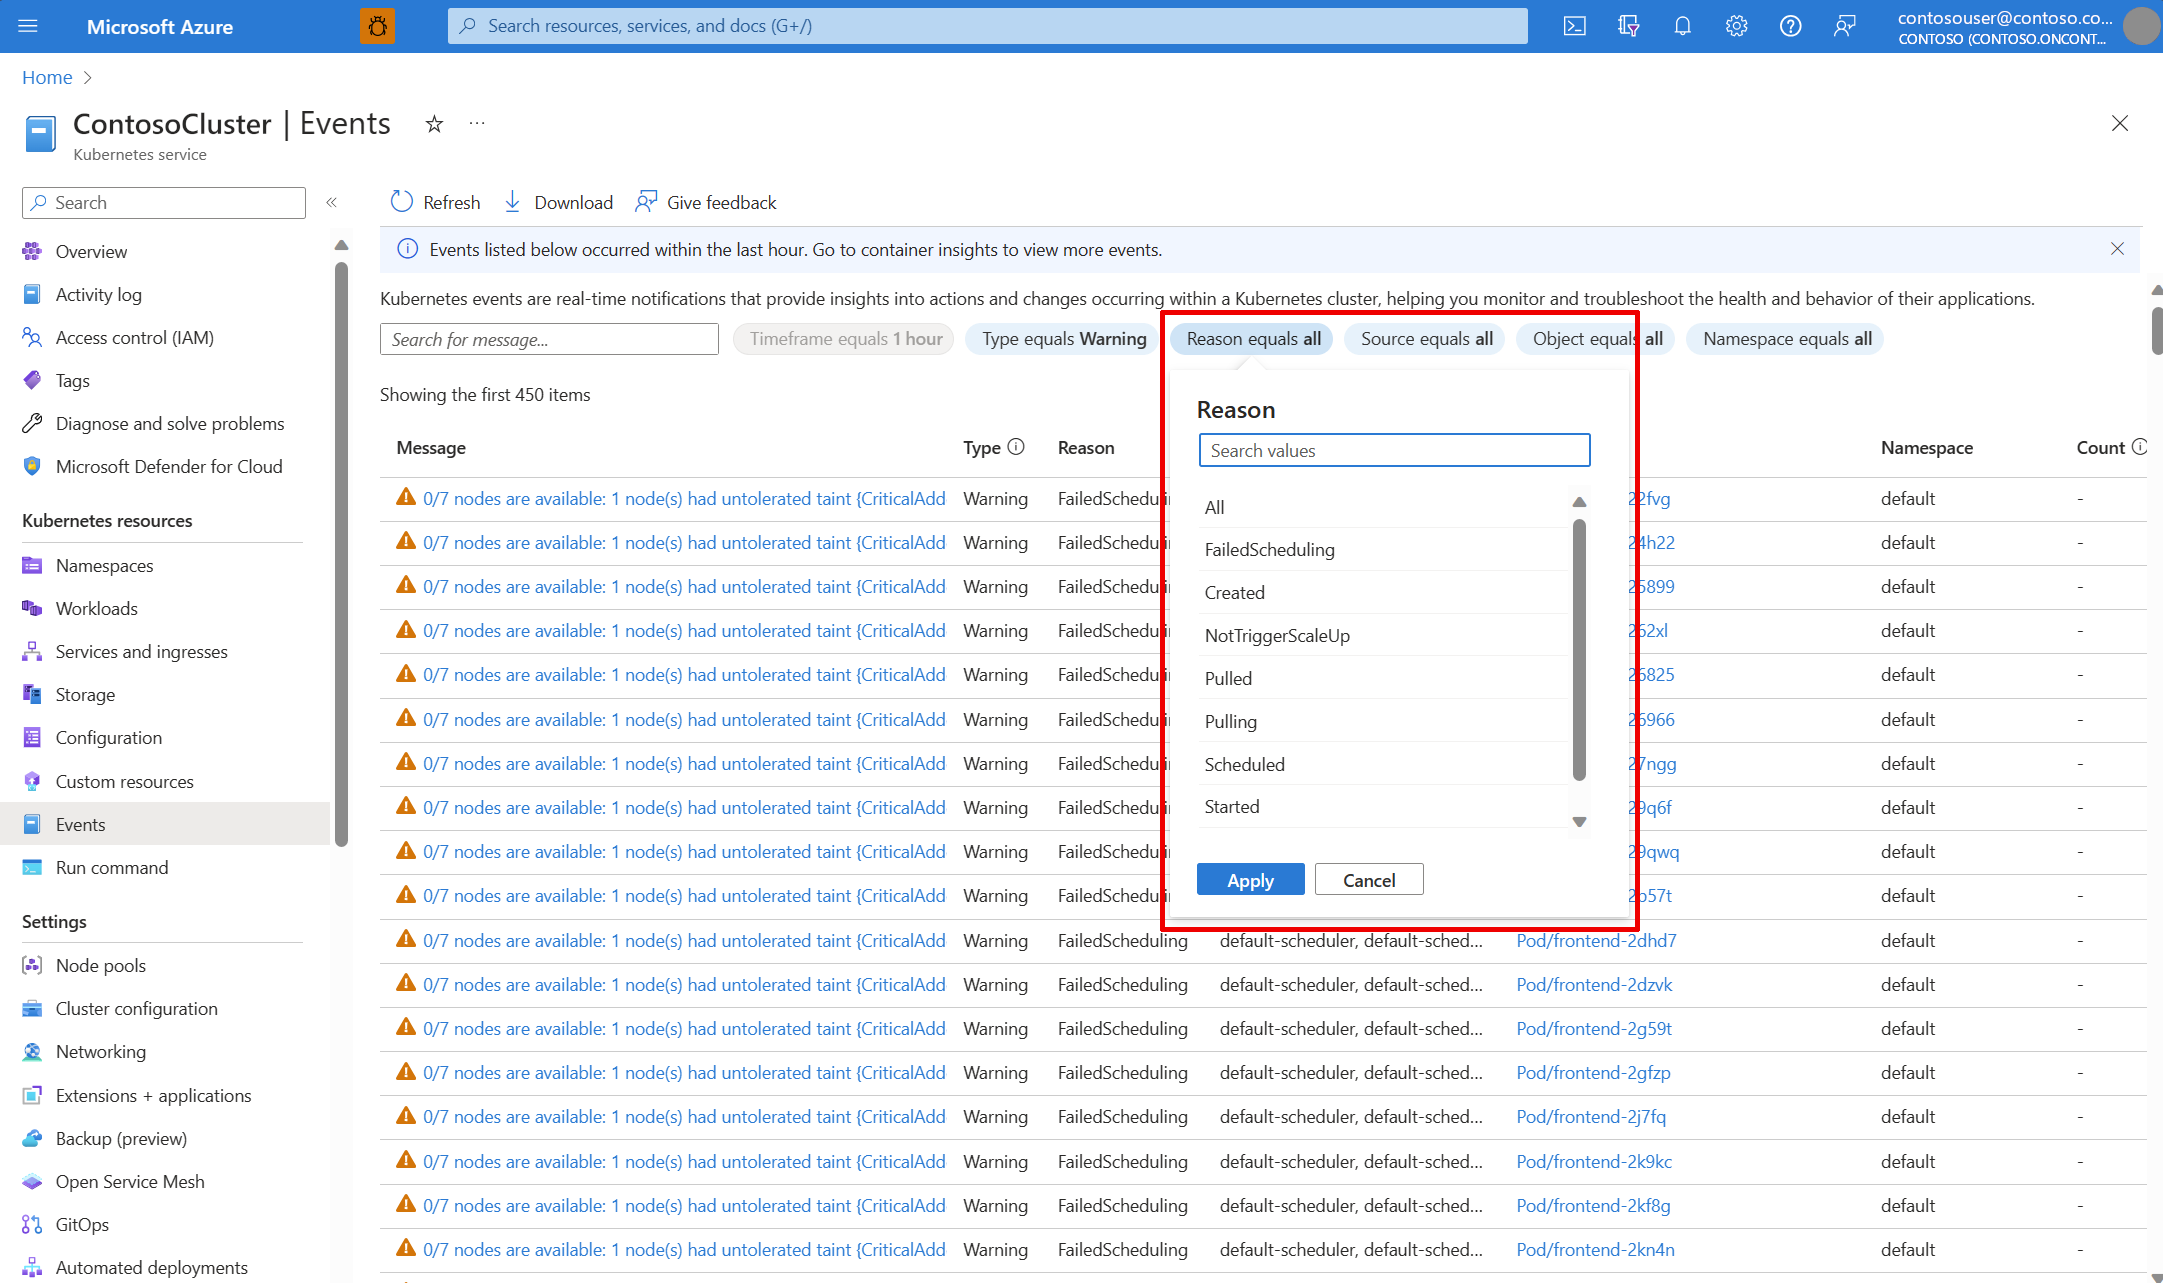 Microsoft Azure
Search resources, services, and docs (G+/)
contosouser@contoso.co...
CONTOSO (CONTOSO.ONCONT...
Home
ContosoCluster | Events
Kubernetes service
Search
Refresh
Download
Give feedback
Events listed below occurred within the last hour. Go to container insights to view more events.
Kubernetes events are real-time notifications that provide insights into actions and changes occurring within a Kubernetes cluster, helping you monitor and troubleshoot the health and behavior of their applications.
Search for message...
Timeframe equals 1 hour
Type equals Warning
Reason equals all
Source equals all
Object equals all
Namespace equals all
Showing the first 450 items
Overview
Activity log
Access control (IAM)
Tags
Diagnose and solve problems
Microsoft Defender for Cloud
Kubernetes resources
Namespaces
Workloads
Services and ingresses
Storage
Configuration
Custom resources
Events
Run command
Settings
Node pools
Cluster configuration
Networking
Extensions + applications
Backup (preview)
Open Service Mesh
GitOps
Automated deployments
Reason
Search values
All
FailedScheduling
Created
NotTriggerScaleUp
Pulled
Pulling
Scheduled
Started
Apply Cancel
Message Type Reason Namespace Count
0/7 nodes are available: 1 node(s) had untolerated taint {CriticalAdd Warning FailedScheduli 22fvg default -
0/7 nodes are available: 1 node(s) had untolerated taint {CriticalAdd Warning FailedScheduli 24h22 default -
0/7 nodes are available: 1 node(s) had untolerated taint {CriticalAdd Warning FailedScheduli 25899 default -
0/7 nodes are available: 1 node(s) had untolerated taint {CriticalAdd Warning FailedScheduli 262xl default -
0/7 nodes are available: 1 node(s) had untolerated taint {CriticalAdd Warning FailedScheduli 26825 default -
0/7 nodes are available: 1 node(s) had untolerated taint {CriticalAdd Warning FailedScheduli 26966 default -
0/7 nodes are available: 1 node(s) had untolerated taint {CriticalAdd Warning FailedScheduli 27ngg default -
0/7 nodes are available: 1 node(s) had untolerated taint {CriticalAdd Warning FailedScheduli 29q6f default -
0/7 nodes are available: 1 node(s) had untolerated taint {CriticalAdd Warning FailedScheduli 29qwq default -
0/7 nodes are available: 1 node(s) had untolerated taint {CriticalAdd Warning FailedScheduli 2b57t default -
0/7 nodes are available: 1 node(s) had untolerated taint {CriticalAdd Warning FailedScheduling default-scheduler, default-sched... Pod/frontend-2dhd7 default -
0/7 nodes are available: 1 node(s) had untolerated taint {CriticalAdd Warning FailedScheduling default-scheduler, default-sched... Pod/frontend-2dzvk default -
0/7 nodes are available: 1 node(s) had untolerated taint {CriticalAdd Warning FailedScheduling default-scheduler, default-sched... Pod/frontend-2g59t default -
0/7 nodes are available: 1 node(s) had untolerated taint {CriticalAdd Warning FailedScheduling default-scheduler, default-sched... Pod/frontend-2gfzp default -
0/7 nodes are available: 1 node(s) had untolerated taint {CriticalAdd Warning FailedScheduling default-scheduler, default-sched... Pod/frontend-2j7fq default -
0/7 nodes are available: 1 node(s) had untolerated taint {CriticalAdd Warning FailedScheduling default-scheduler, default-sched... Pod/frontend-2k9kc default -
0/7 nodes are available: 1 node(s) had untolerated taint {CriticalAdd Warning FailedScheduling default-scheduler, default-sched... Pod/frontend-2kf8g default -
0/7 nodes are available: 1 node(s) had untolerated taint {CriticalAdd Warning FailedScheduling default-scheduler, default-sched... Pod/frontend-2kn4n default -